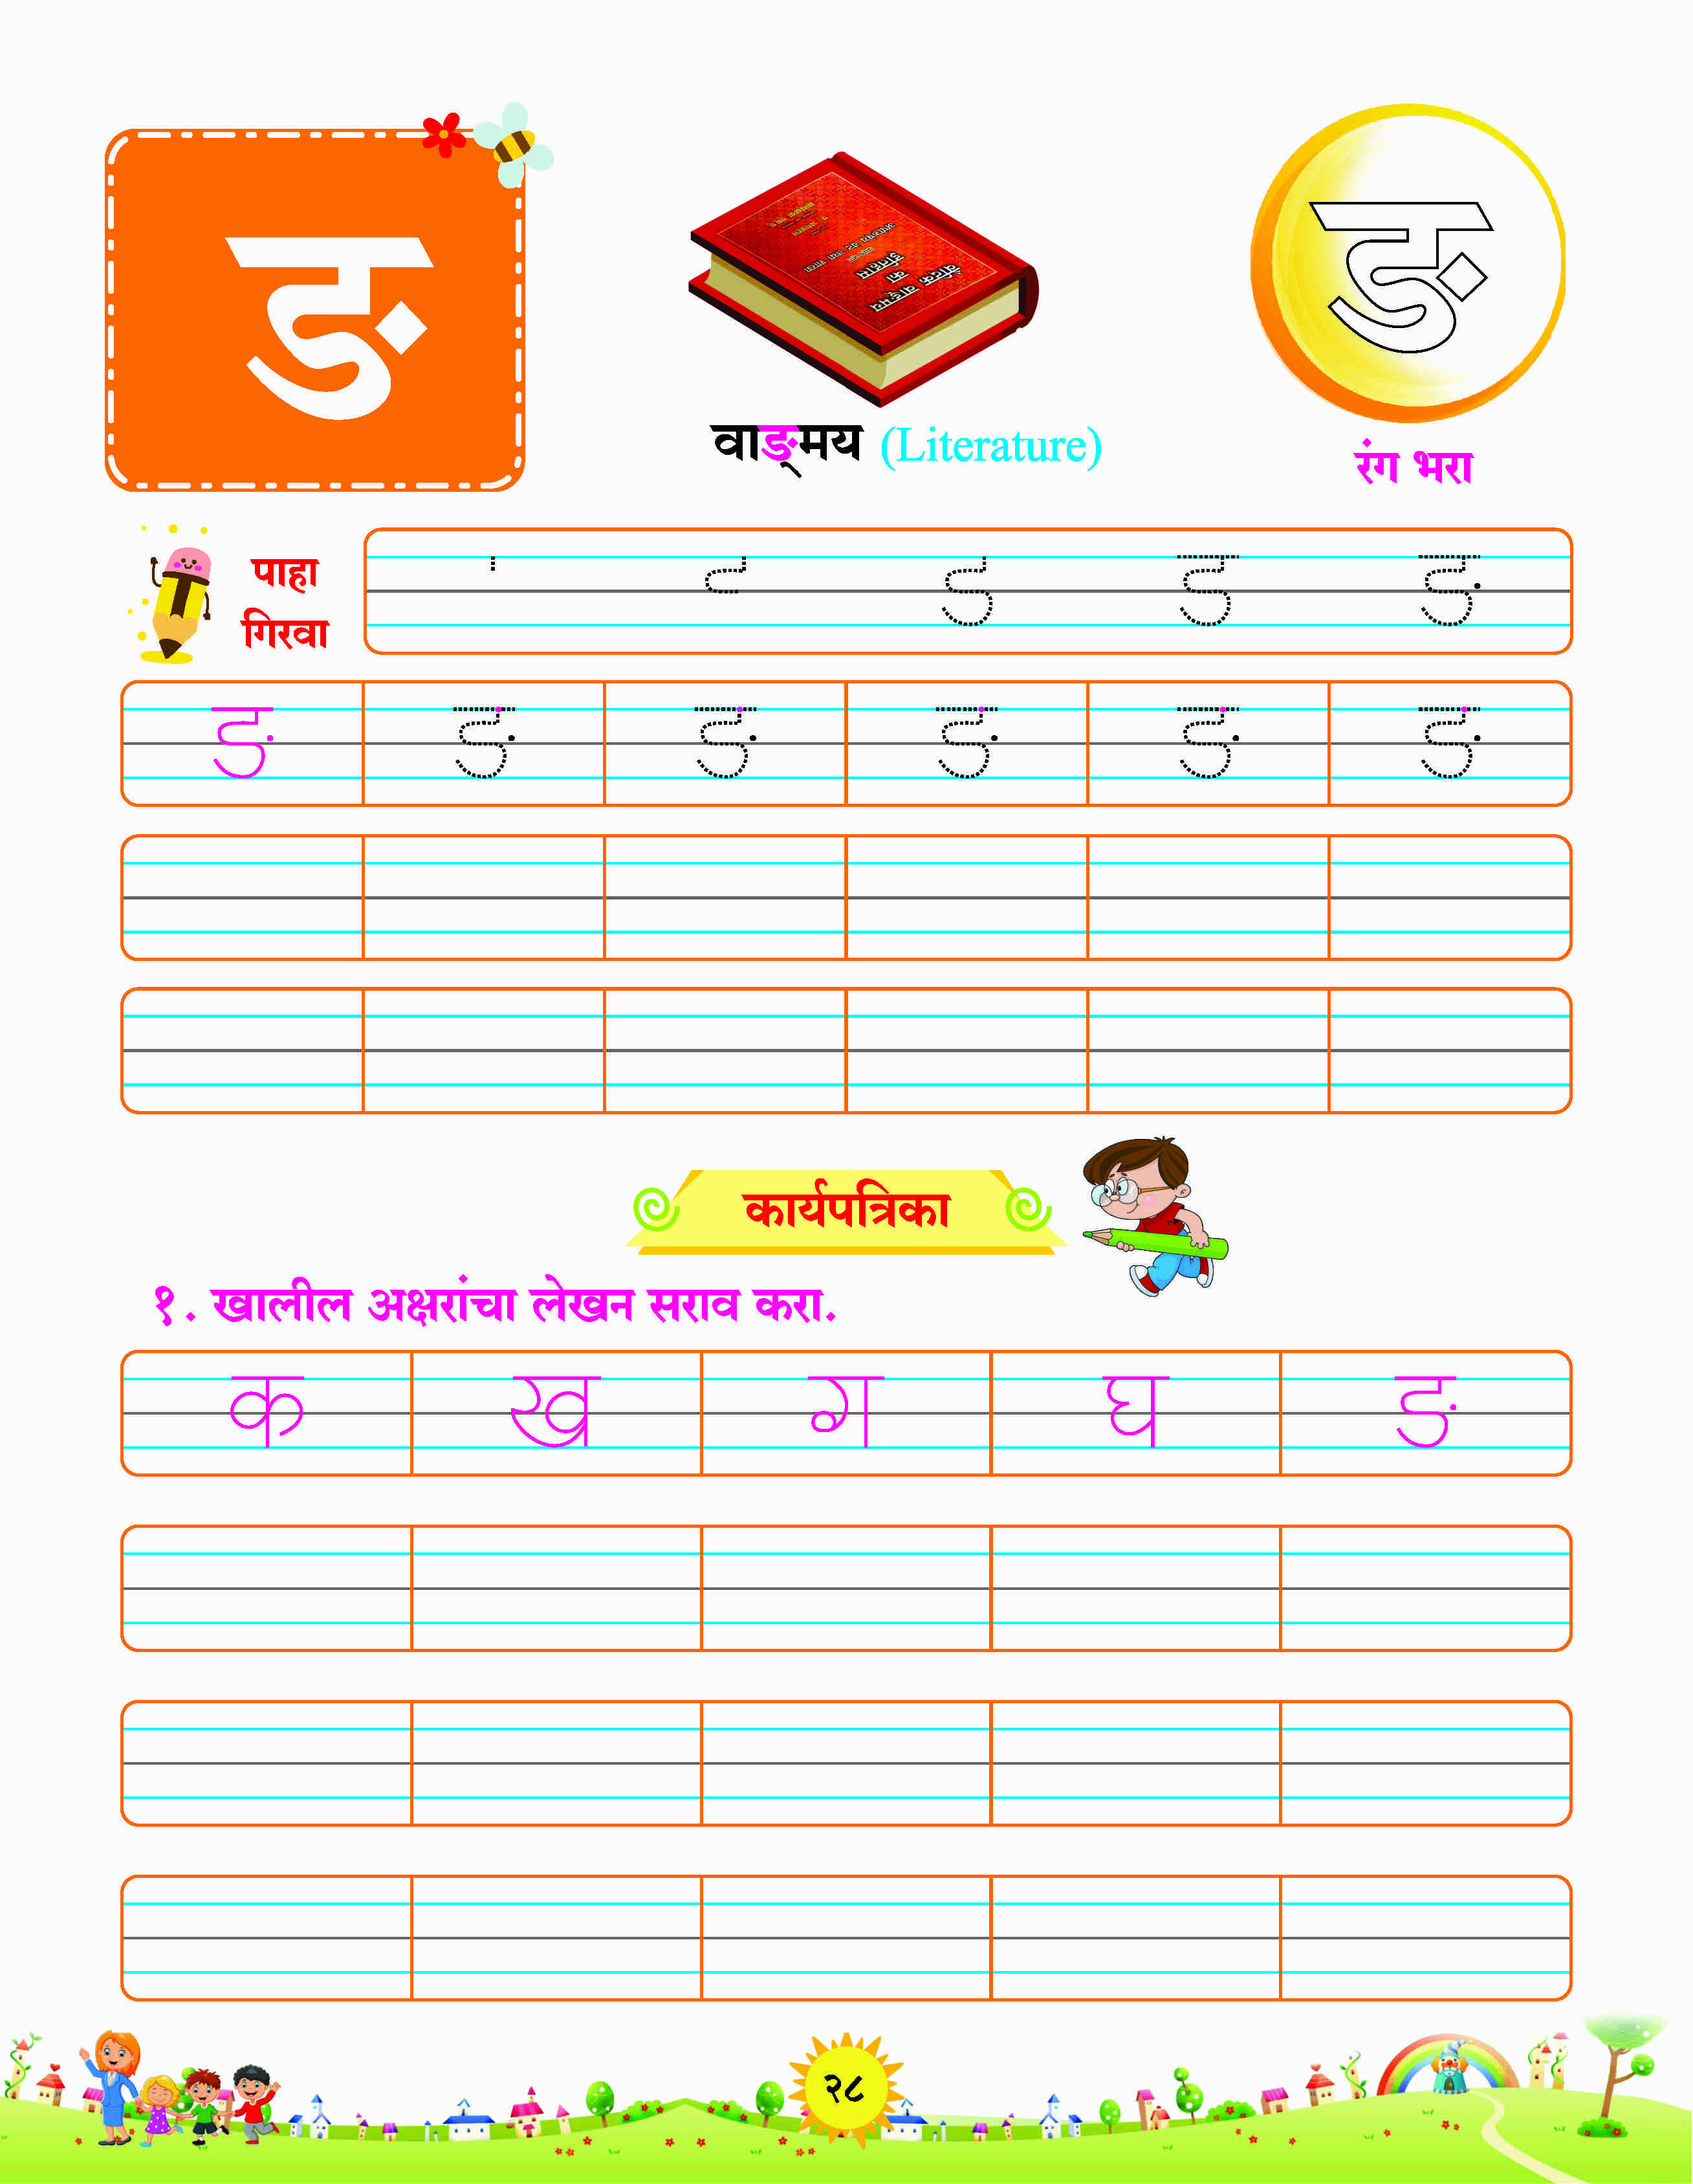 ङ
वाङ्मय (Literature)
ङ
रंग भरा
पाहा
गिरवा
ङ
ङ ङ ङ ङ ङ ङ
कार्यपत्रिका
१. खालील अक्षरांचा लेखन सराव करा.
क ख ग घ ङ
२८